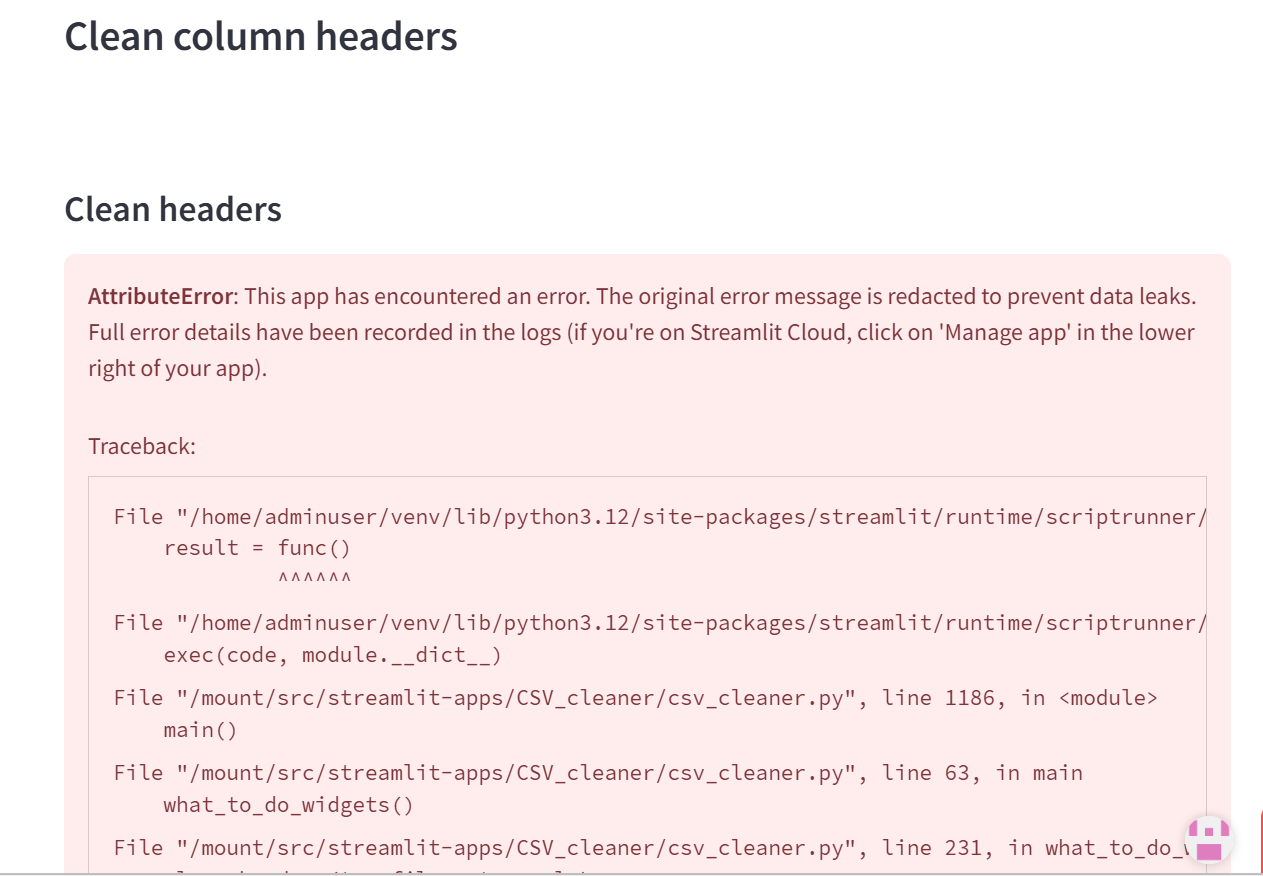 Clean column headers
Clean headers
AttributeError: This app has encountered an error. The original error message is redacted to prevent data leaks.
Full error details have been recorded in the logs (if you're on Streamlit Cloud, click on 'Manage app' in the lower
right of your app).
Traceback:
File "/home/adminuser/venv/lib/python3.12/site-packages/streamlit/runtime/scriptrunner/
result = func()
^^^^^^
File "/home/adminuser/venv/lib/python3.12/site-packages/streamlit/runtime/scriptrunner/
exec(code, module.__dict__)
File "/mount/src/streamlit-apps/CSV_cleaner/csv_cleaner.py", line 1186, in <module>
main()
File "/mount/src/streamlit-apps/CSV_cleaner/csv_cleaner.py", line 63, in main
what_to_do_widgets()
File "/mount/src/streamlit-apps/CSV_cleaner/csv_cleaner.py", line 231, in what_to_do_